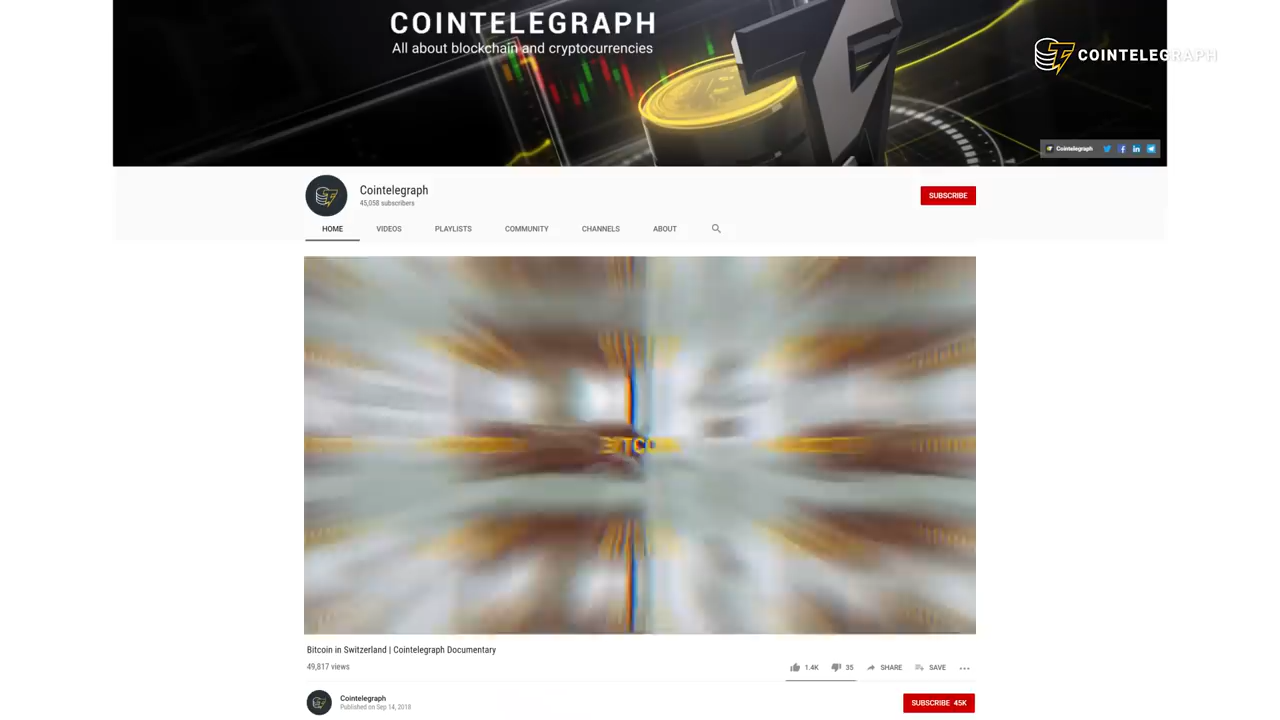 COINTELEGRAPH
All about blockchain and cryptocurrencies
COINTELEGRAPH
Cointelegraph
Cointelegraph
45,058 subscribers
SUBSCRIBE
HOME VIDEOS PLAYLISTS COMMUNITY CHANNELS ABOUT
Bitcoin in Switzerland | Cointelegraph Documentary
49,817 views
1.4K 35 SHARE SAVE
Cointelegraph
Published on Sep 14, 2018
SUBSCRIBE 45K